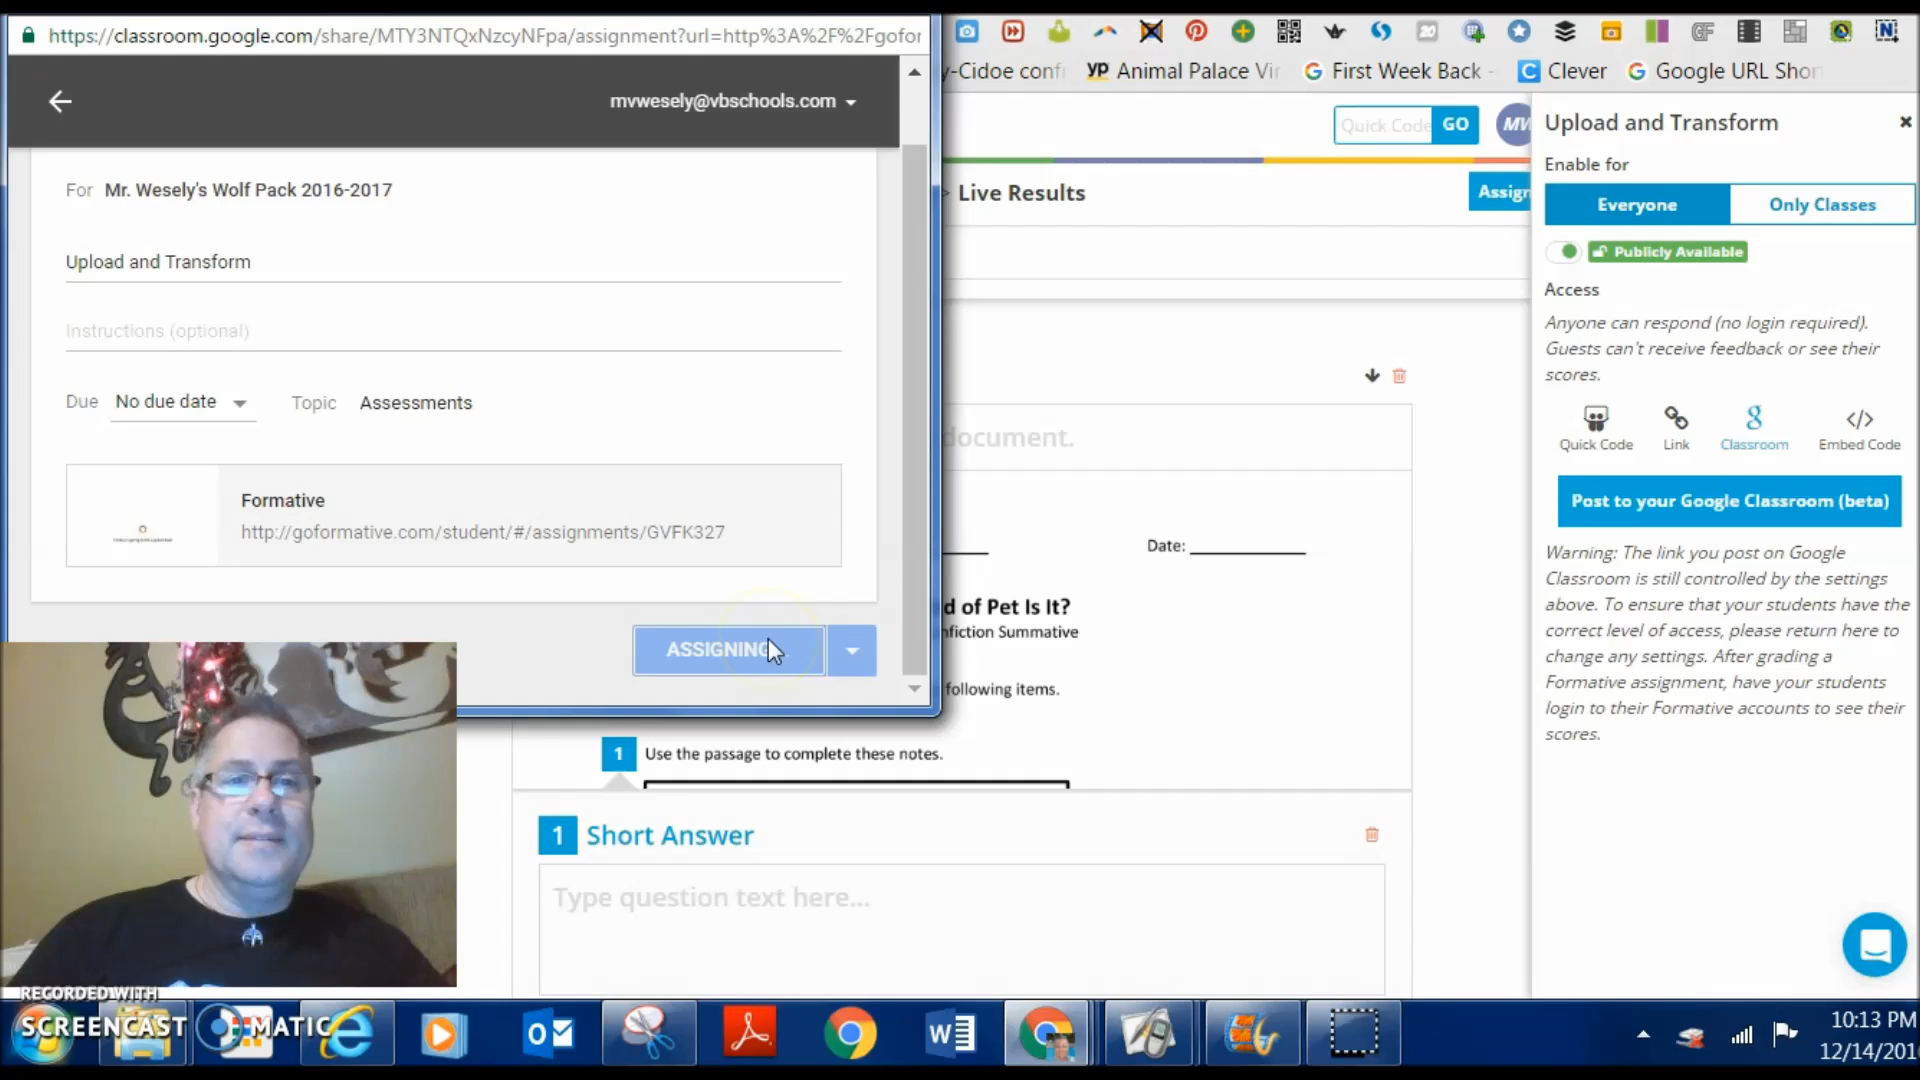 https://classroom.google.com/share/MTY3NTQxNzcyNFpa/assignment?url=http%3A%2F%2Fgofor
mvwesely@vbschools.com
For Mr. Wesely's Wolf Pack 2016-2017
Upload and Transform
Instructions (optional)
Due No due date Topic Assessments
Formative
http://goformative.com/student/#/assignments/GVFK327
ASSIGNING
y-Cidoe conf
yp Animal Palace Vir
First Week Back -
Clever
Google URL Shor
Quick Code GO MW
> Live Results
Assign
document.
Date:
d of Pet Is It?
nfiction Summative
following items.
1 Use the passage to complete these notes.
1 Short Answer
Type question text here...
Upload and Transform
Enable for
Everyone Only Classes
Publicly Available
Access
Anyone can respond (no login required).
Guests can't receive feedback or see their
scores.
Quick Code Link Classroom Embed Code
Post to your Google Classroom (beta)
Warning: The link you post on Google
Classroom is still controlled by the settings
above. To ensure that your students have the
correct level of access, please return here to
change any settings. After grading a
Formative assignment, have your students
login to their Formative accounts to see their
scores.
RECORDED WITH
SCREENCAST MATIC
10:13 PM
12/14/201